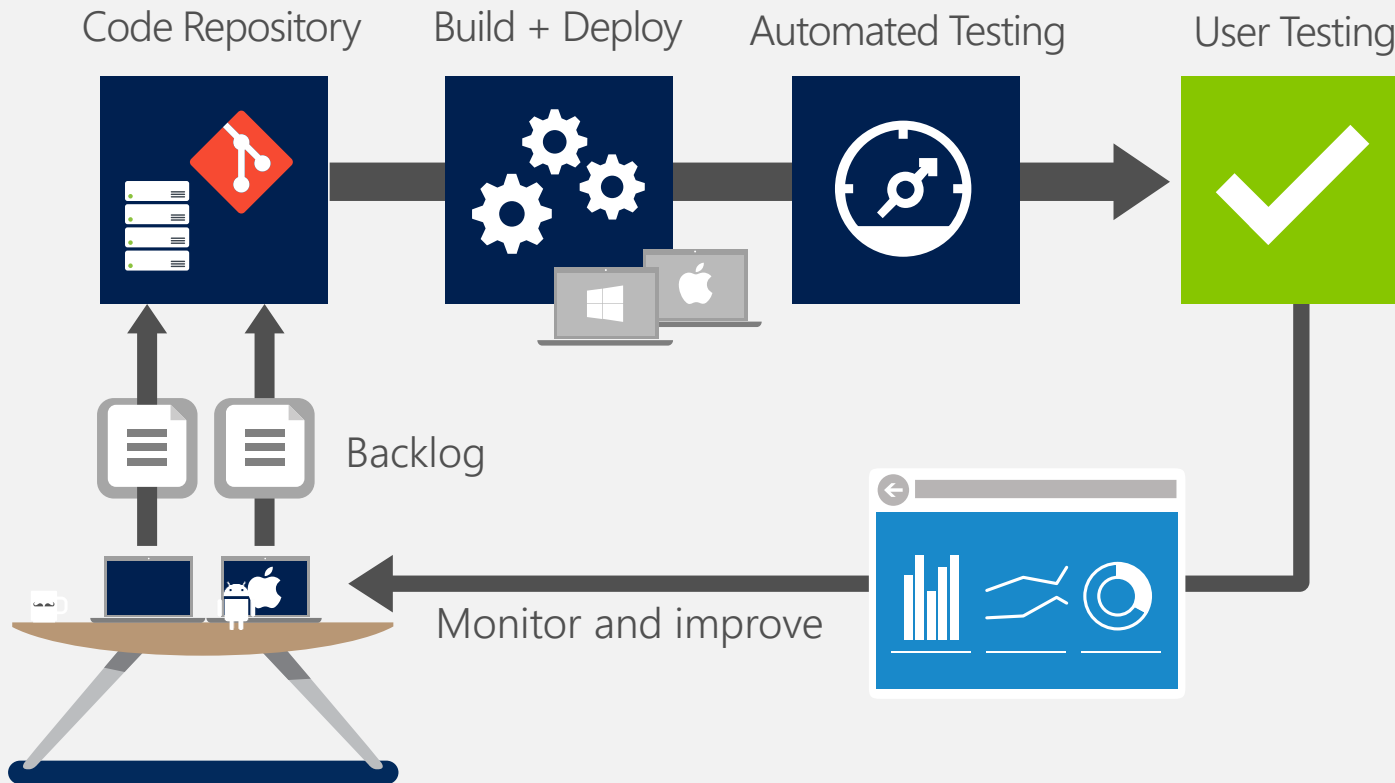 Code Repository
Build + Deploy
Automated Testing
User Testing
Backlog
Monitor and improve